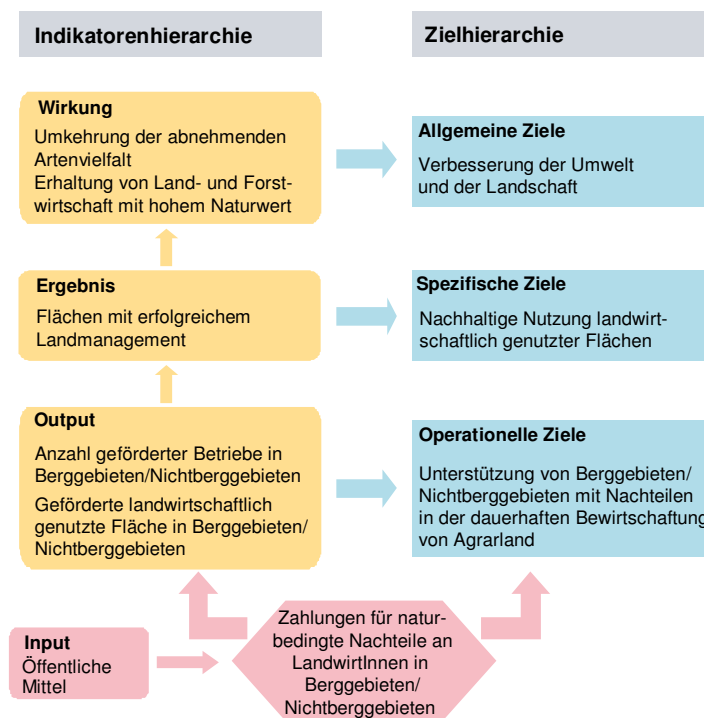 Indikatorenhierarchie
Zielhierarchie
Wirkung
Umkehrung der abnehmenden
Artenvielfalt
Erhaltung von Land- und Forst-
wirtschaft mit hohem Naturwert
Allgemeine Ziele
Verbesserung der Umwelt
und der Landschaft
Ergebnis
Flächen mit erfolgreichem
Landmanagement
Spezifische Ziele
Nachhaltige Nutzung landwirt-
schaftlich genutzter Flächen
Output
Anzahl geförderter Betriebe in
Berggebieten/Nichtberggebieten
Geförderte landwirtschaftlich
genutzte Fläche in Berggebieten/
Nichtberggebieten
Operationelle Ziele
Unterstützung von Berggebieten/
Nichtberggebieten mit Nachteilen
in der dauerhaften Bewirtschaftung
von Agrarland
Input
Öffentliche
Mittel
Zahlungen für natur-
bedingte Nachteile an
LandwirtInnen in
Berggebieten/
Nichtberggebieten